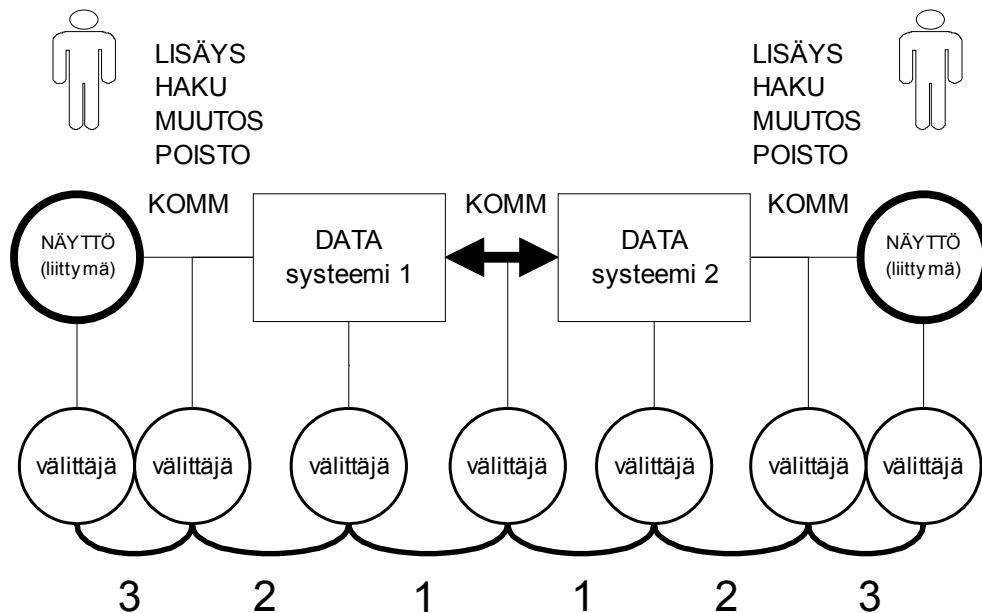 LISÄYS
HAKU
MUUTOS
POISTO
LISÄYS
HAKU
MUUTOS
POISTO
KOMM
KOMM
KOMM
NÄYTTÖ
(liittymä)
DATA
systeemi 1
DATA
systeemi 2
NÄYTTÖ
(liittymä)
välittäjä
välittäjä
välittäjä
välittäjä
välittäjä
välittäjä
välittäjä
3
2
1
1
2
3